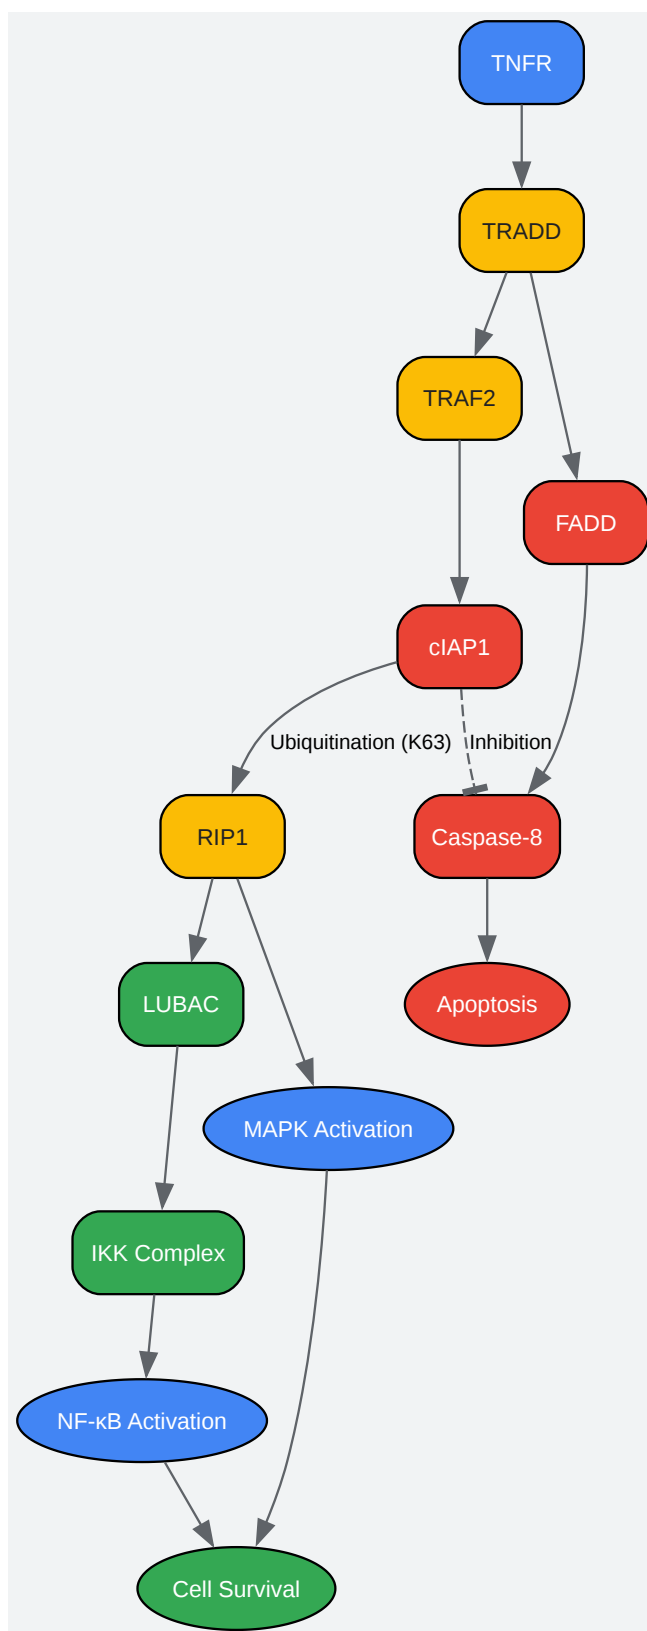 TNFR
TRADD
TRAF2
FADD
cIAP1
Ubiquitination (K63)
Inhibition
RIP1
Caspase-8
LUBAC
Apoptosis
MAPK Activation
IKK Complex
NF-κB Activation
Cell Survival